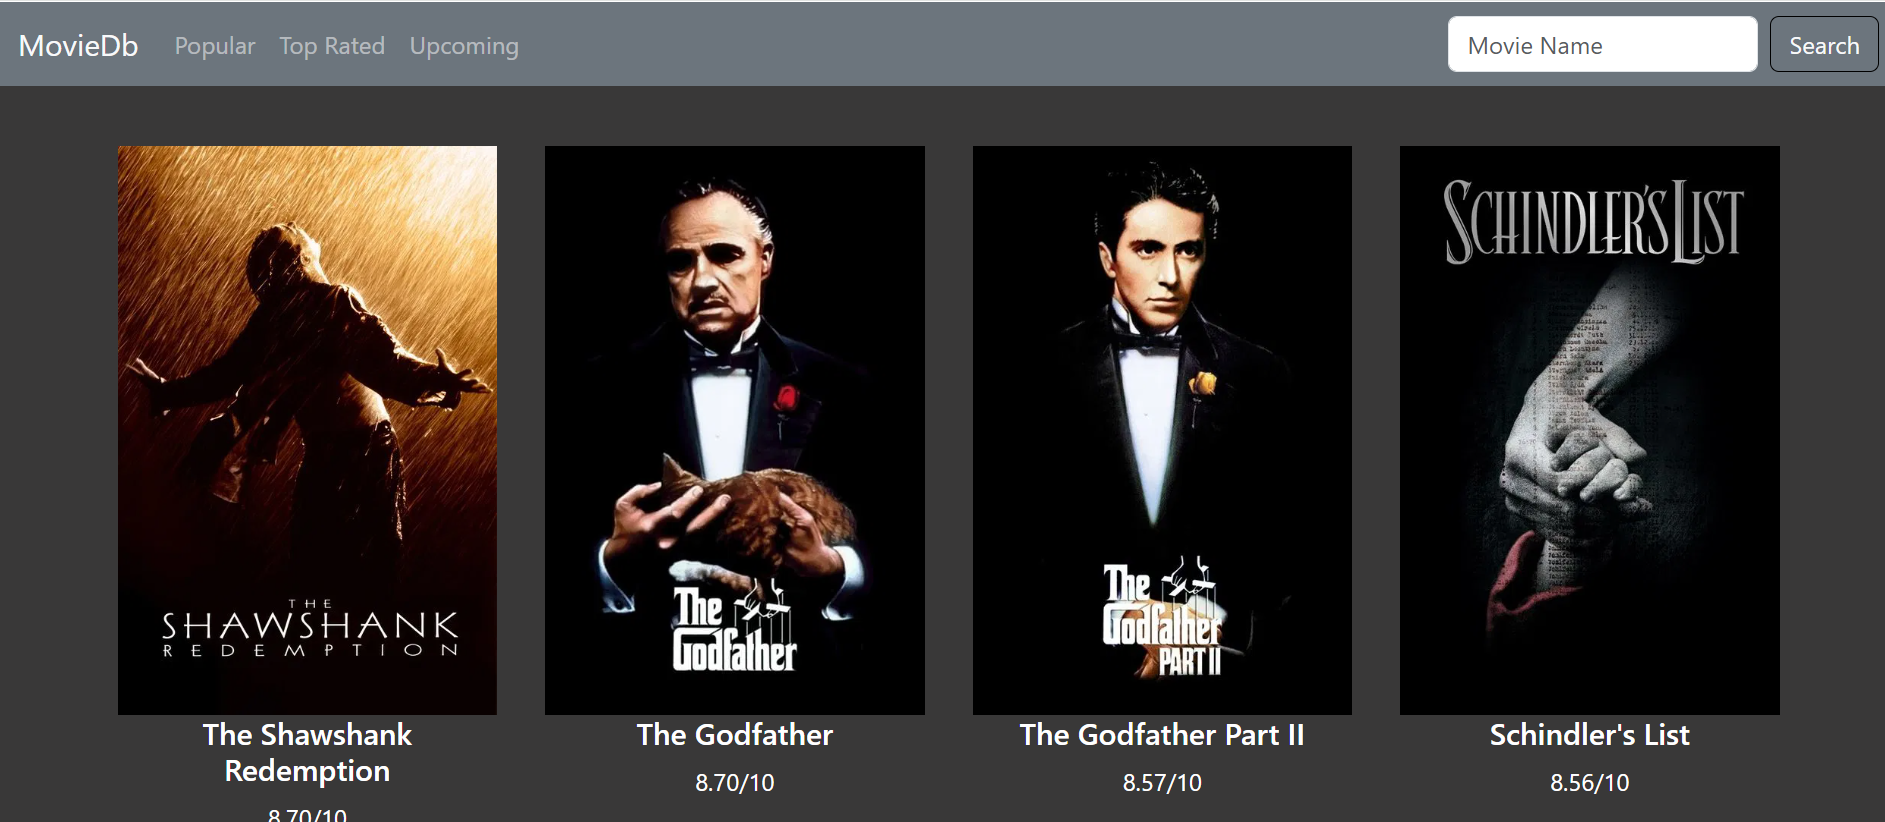 MovieDb Popular Top Rated Upcoming Movie Name Search
THE
SHAWSHANK
REDEMPTION
The
Godfather
The
Godfather
PART II
SCHINDLER'S LIST
The Shawshank
Redemption
8.70/10
The Godfather
8.70/10
The Godfather Part II
8.57/10
Schindler's List
8.56/10